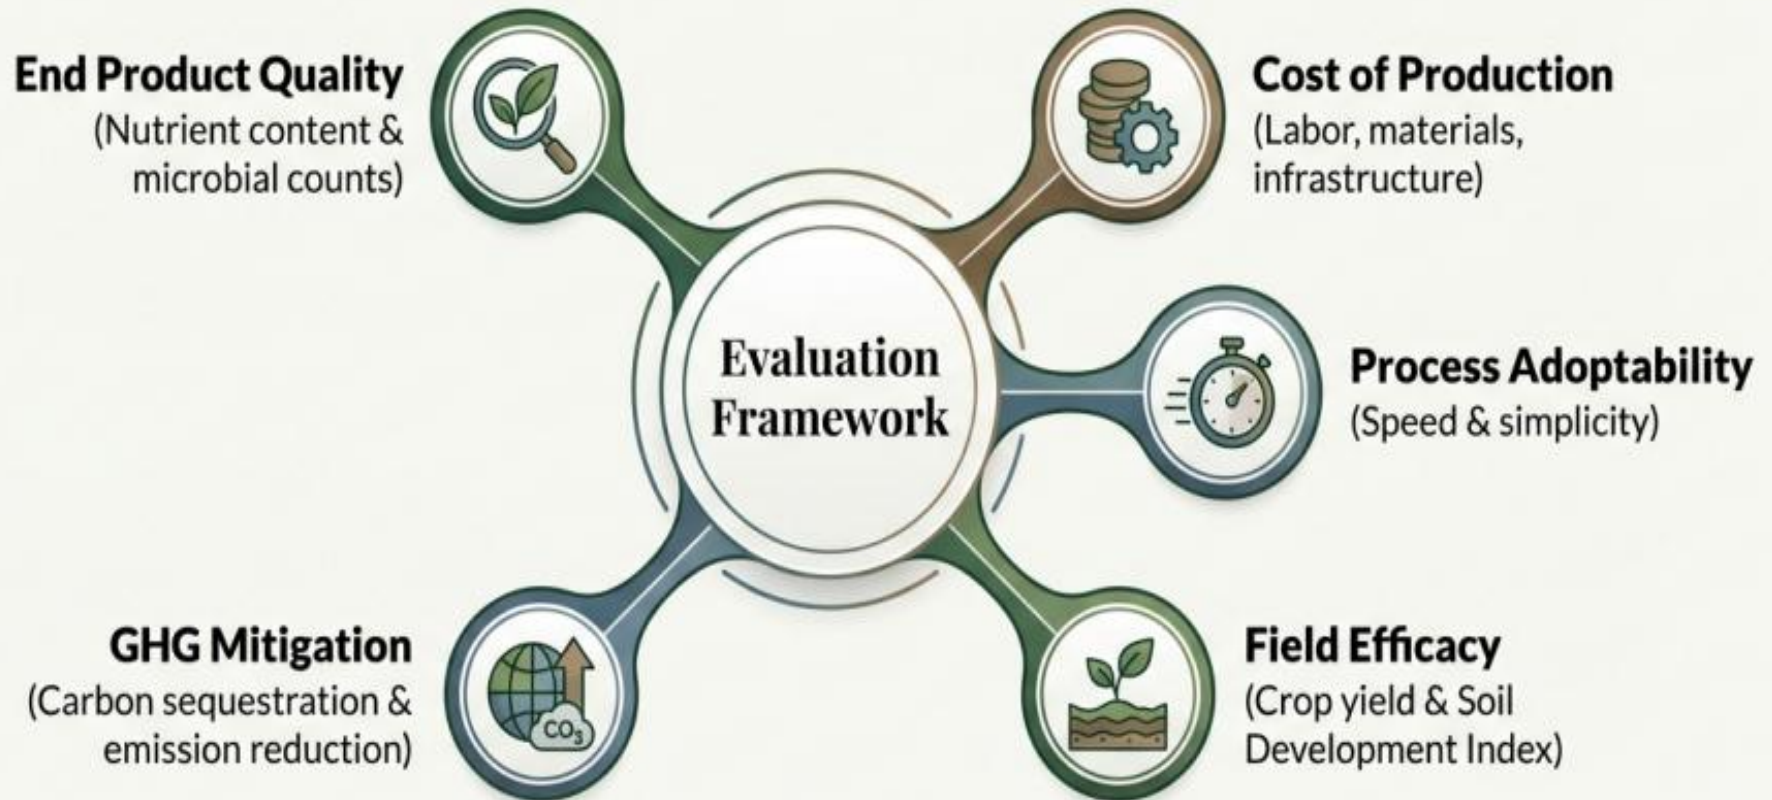 End Product Quality
(Nutrient content &
microbial counts)
Cost of Production
(Labor, materials,
infrastructure)
Evaluation
Framework
Process Adoptability
(Speed & simplicity)
GHG Mitigation
(Carbon sequestration &
emission reduction)
CO₃
Field Efficacy
(Crop yield & Soil
Development Index)